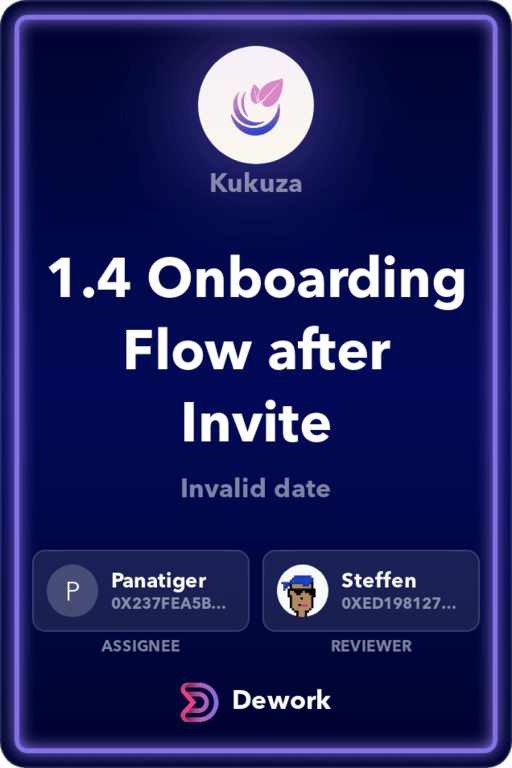 Kukuza
1.4 Onboarding
Flow after
Invite
Invalid date
P
Panatiger
0X237FEA5B...
ASSIGNEE
Steffen
0XED198127...
REVIEWER
Dework